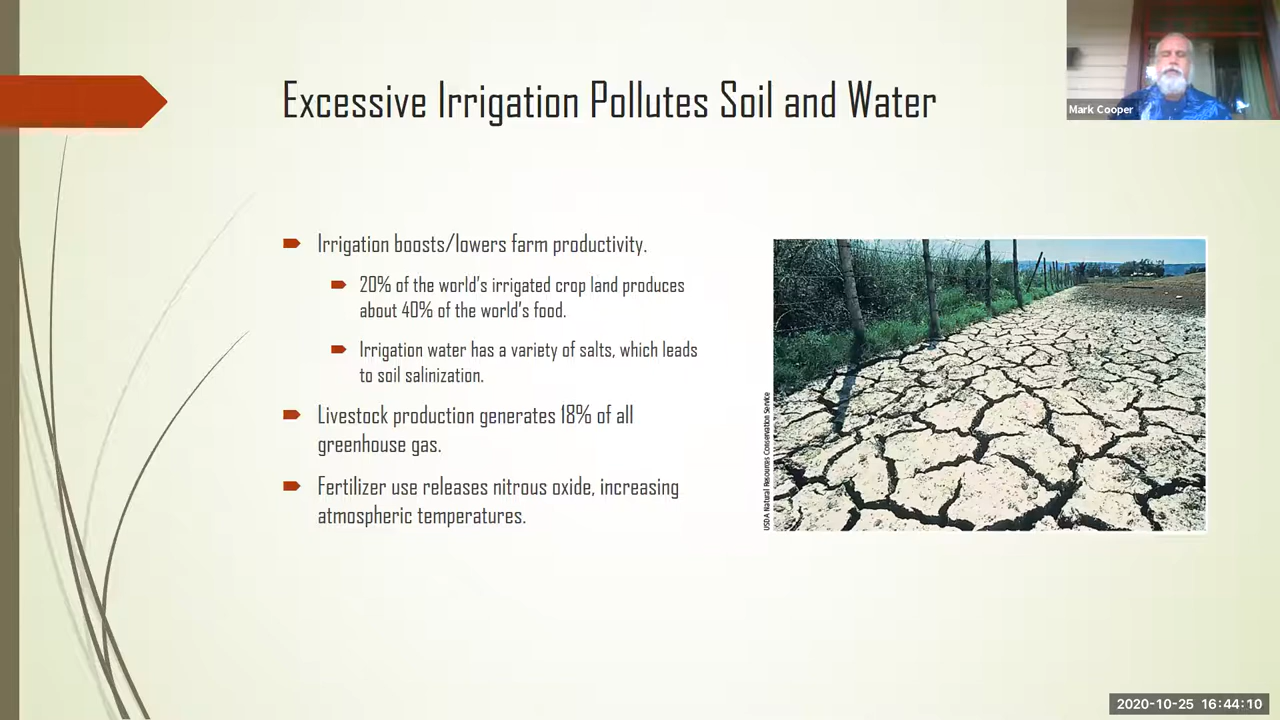 Excessive Irrigation Pollutes Soil and Water
Mark Cooper
Irrigation boosts/lowers farm productivity.
20% of the world's irrigated crop land produces
about 40% of the world's food.
Irrigation water has a variety of salts, which leads
to soil salinization.
Livestock production generates 18% of all
greenhouse gas.
Fertilizer use releases nitrous oxide, increasing
atmospheric temperatures.
USDA Natural Resources Conservation Service
2020-10-25 16:44:10